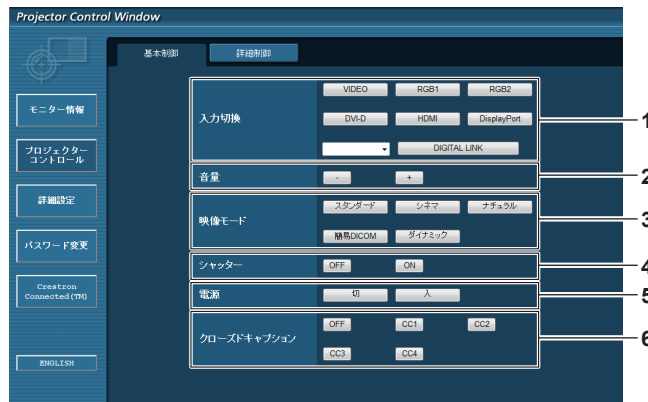 Projector Control Window
基本制御 詳細制御
モニター情報
プロジェクター
コントロール
詳細設定
パスワード変更
Crestron
Connected(TM)
ENGLISH
入力切換 VIDEO RGB1 RGB2
DVI-D HDMI DisplayPort
DIGITAL LINK
1
音量 - +
2
映像モード スタンダード シネマ ナチュラル
簡易DICOM ダイナミック
3
シャッター OFF ON
4
電源 切 入
5
クローズドキャプション OFF CC1 CC2
CC3 CC4
6